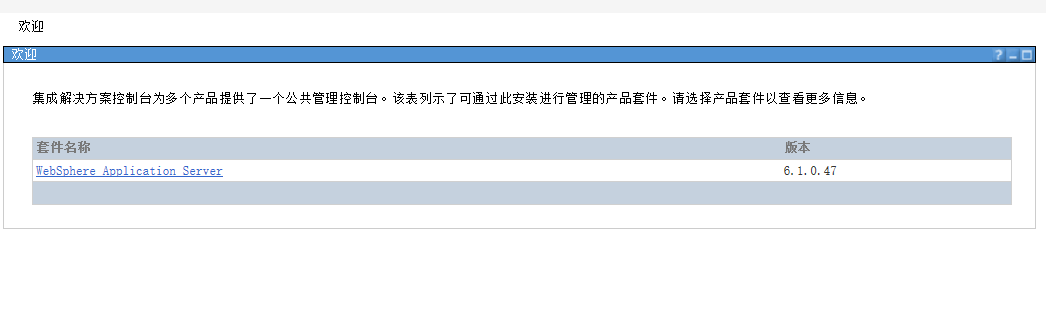 欢迎
欢迎
集成解决方案控制台为多个产品提供了一个公共管理控制台。该表列示了可通过此安装进行管理的产品套件。请选择产品套件以查看更多信息。
套件名称 版本
WebSphere Application Server 6.1.0.47